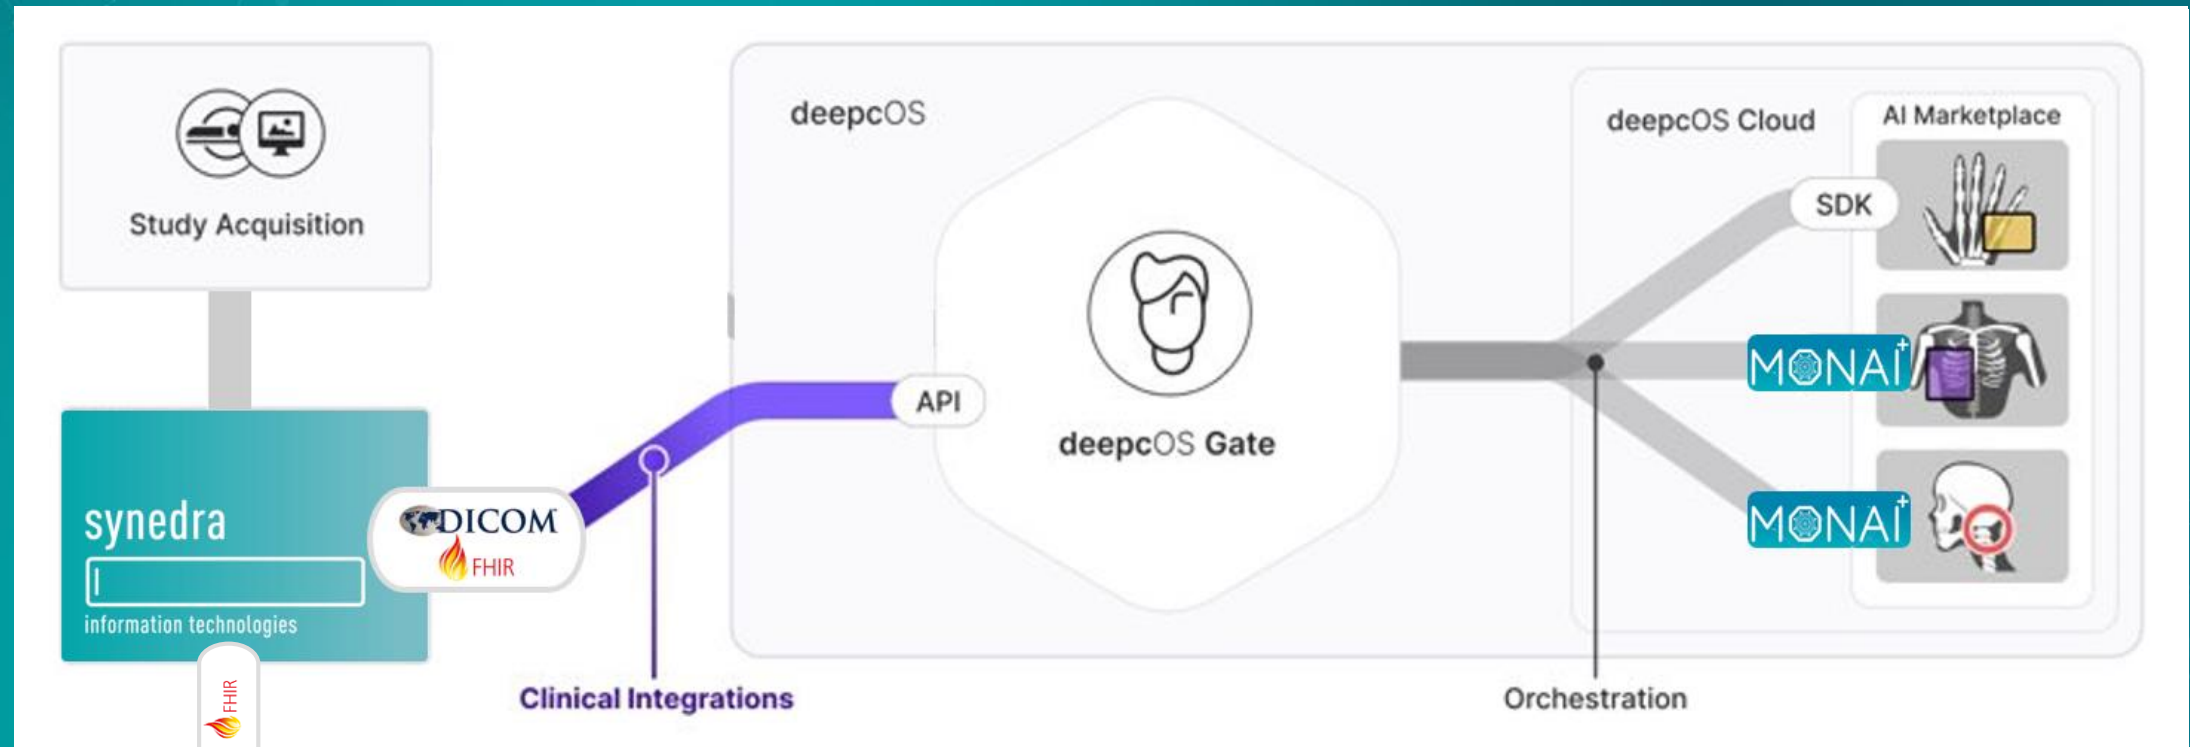 Study Acquisition
synedra
information technologies
FHIR
DICOM
FHIR
Clinical Integrations
deepcOS
API
deepcOS Gate
Orchestration
deepcOS Cloud
AI Marketplace
SDK
MONAI+
MONAI+